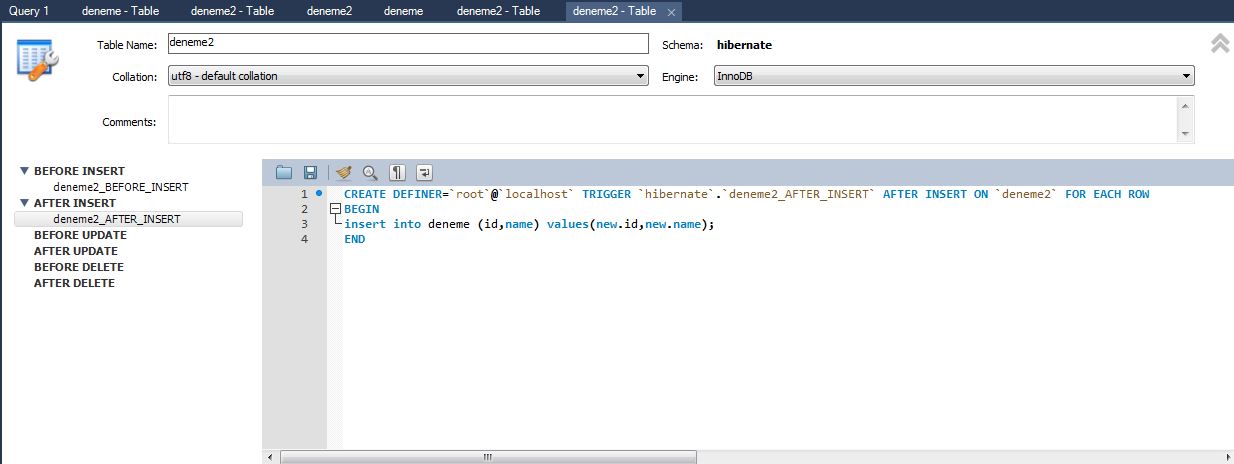 Query 1 deneme - Table deneme2 - Table deneme2 deneme deneme2 - Table deneme2 - Table
Table Name: deneme2 Schema: hibernate
Collation: utf8 - default collation Engine: InnoDB
Comments:
BEFORE INSERT
deneme2_BEFORE_INSERT
AFTER INSERT
deneme2_AFTER_INSERT
BEFORE UPDATE
AFTER UPDATE
BEFORE DELETE
AFTER DELETE
1 CREATE DEFINER=`root`@`localhost` TRIGGER `hibernate`.`deneme2_AFTER_INSERT` AFTER INSERT ON `deneme2` FOR EACH ROW
2 BEGIN
3 insert into deneme (id,name) values(new.id,new.name);
4 END